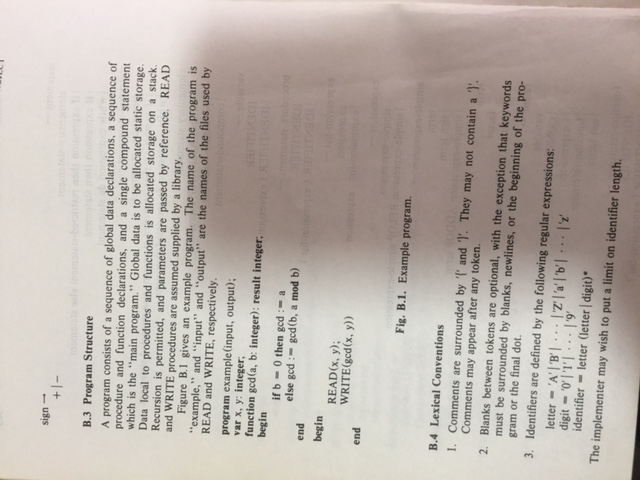 sign →
+ | −
B.3 Program Structure
A program consists of a sequence of global data declarations, a sequence of
procedure and function declarations, and a single compound statement
which is the "main program." Global data is to be allocated static storage.
Data local to procedures and functions is allocated storage on a stack.
Recursion is permitted, and parameters are passed by reference. READ
and WRITE procedures are assumed supplied by a library.
Figure B.1 gives an example program. The name of the program is
"example," and "input" and "output" are the names of the files used by
READ and WRITE, respectively.
program example(input, output);
var x, y: integer;
function gcd(a, b: integer): result integer;
begin
if b = 0 then gcd := a
else gcd := gcd(b, a mod b)
end
begin
READ(x, y);
WRITE(gcd(x, y))
end
Fig. B.1. Example program.
B.4 Lexical Conventions
1. Comments are surrounded by '{' and '}'. They may not contain a '}'.
Comments may appear after any token.
2. Blanks between tokens are optional, with the exception that keywords
must be surrounded by blanks, newlines, or the beginning of the pro-
gram or the final dot.
3. Identifiers are defined by the following regular expressions:
letter = 'A' | 'B' | · · · | 'Z' | 'a' | 'b' | · · · | 'z'
digit = '0' | '1' | · · · | '9'
identifier = letter (letter | digit)*
The implementer may wish to put a limit on identifier length.